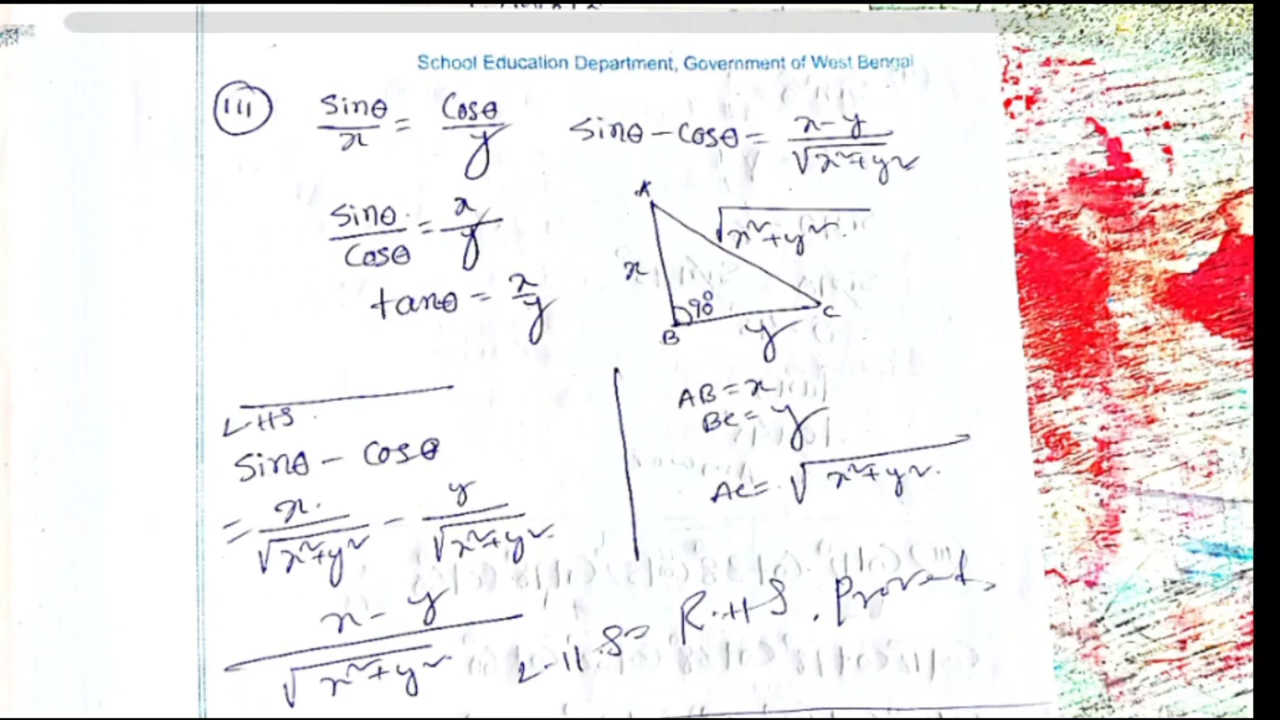 School Education Department, Government of West Bengal
(iii) sinθ/x = cosθ/y sinθ - cosθ = x-y/√x²+y²
sinθ/cosθ = x/y
tanθ = x/y
A
√x²+y²
x
90°
B
y
C
AB = x
BC = y
AC = √x²+y²
L-HS.
sinθ - cosθ
= x/√x²+y² - y/√x²+y²
x-y/√x²+y²
L-H-S = R.H.S. Proved.